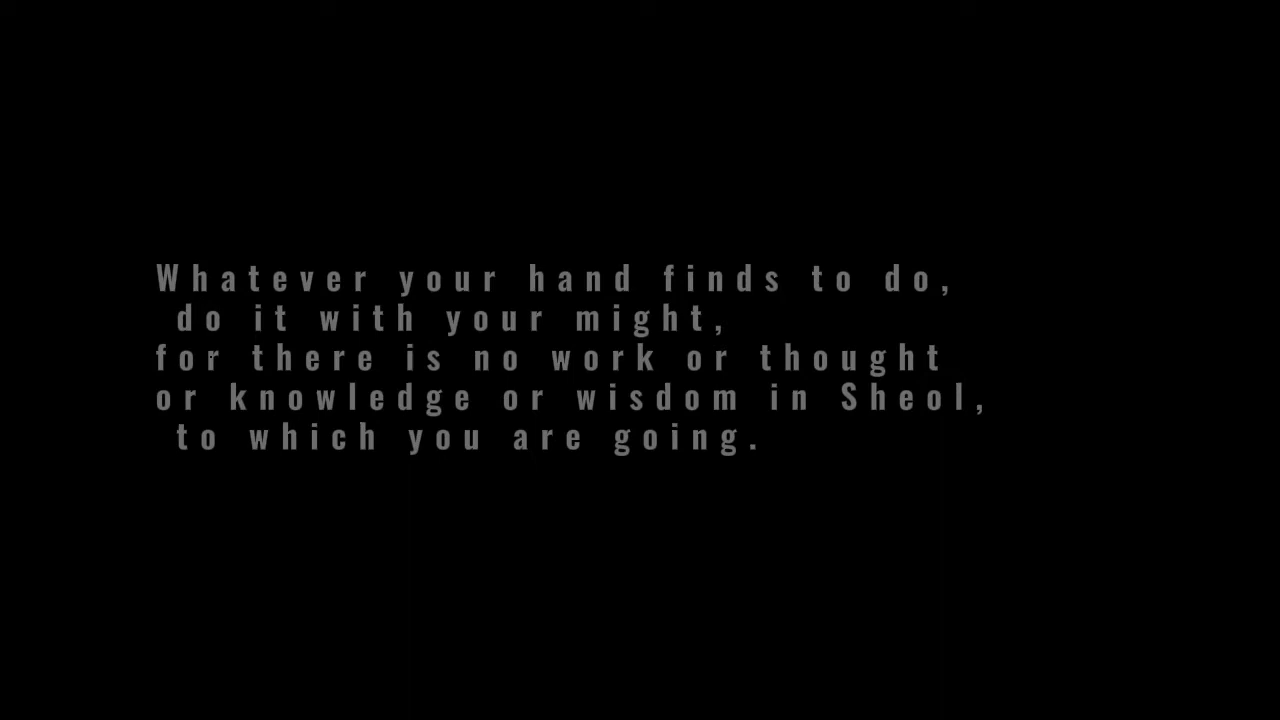 Whatever your hand finds to do,
do it with your might,
for there is no work or thought
or knowledge or wisdom in Sheol,
to which you are going.